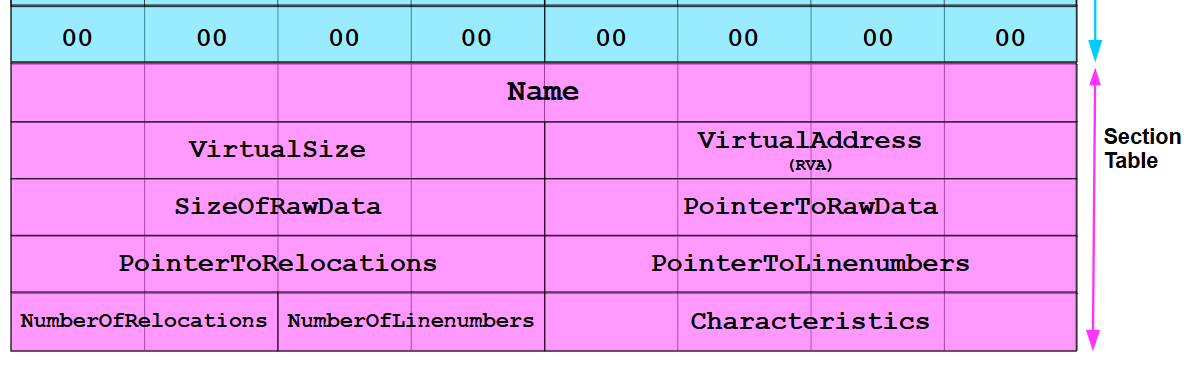 00 00 00 00 00 00 00 00
Name
VirtualSize VirtualAddress
(RVA)
SizeOfRawData PointerToRawData
PointerToRelocations PointerToLinenumbers
NumberOfRelocations NumberOfLinenumbers Characteristics
Section
Table